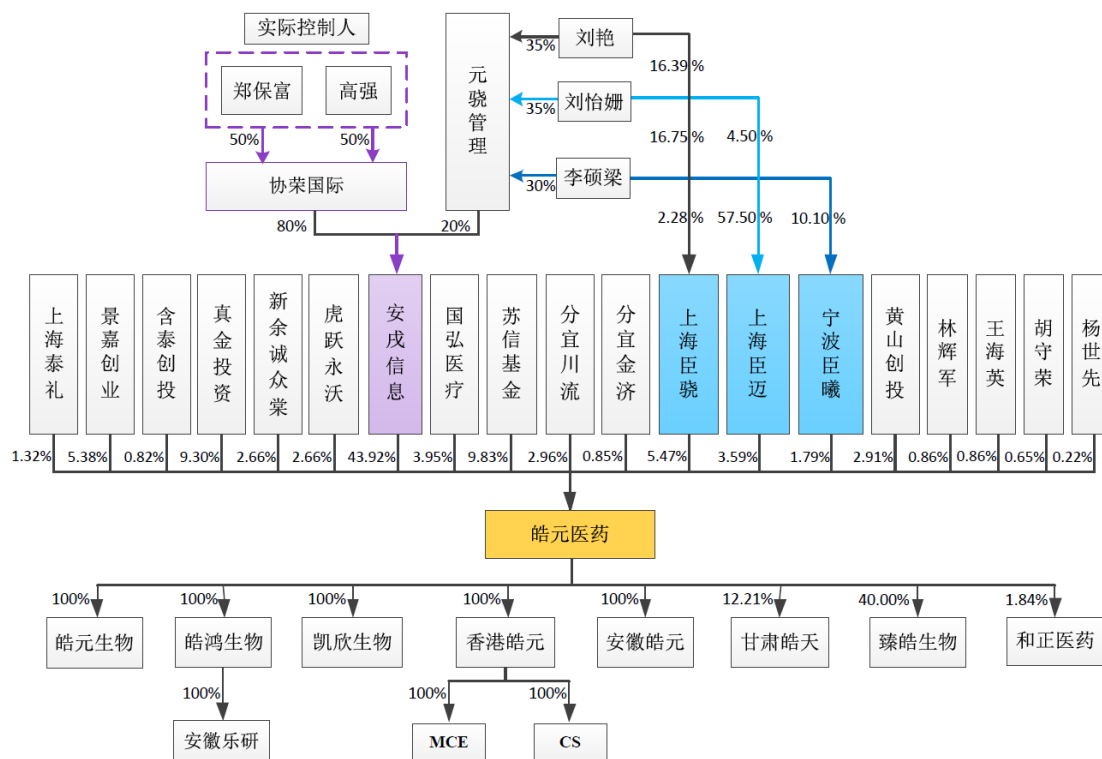 实际控制人
郑保富
高强
50%
50%
协荣国际
80%
元骁管理
20%
35%
刘艳
35%
刘怡姗
30%
李硕梁
16.39%
16.75%
4.50%
2.28%
57.50%
10.10%
上海泰礼
景嘉创业
含泰创投
真金投资
新余诚众棠
虎跃永沃
安戌信息
国弘医疗
苏信基金
分宜川流
分宜金济
上海臣骁
上海臣迈
宁波臣曦
黄山创投
林辉军
王海英
胡守荣
杨世先
1.32%
5.38%
0.82%
9.30%
2.66%
2.66%
43.92%
3.95%
9.83%
2.96%
0.85%
5.47%
3.59%
1.79%
2.91%
0.86%
0.86%
0.65%
0.22%
皓元医药
100%
100%
100%
100%
100%
12.21%
40.00%
1.84%
皓元生物
皓鸿生物
凯欣生物
香港皓元
安徽皓元
甘肃皓天
臻皓生物
和正医药
100%
100%
100%
安徽乐研
MCE
CS